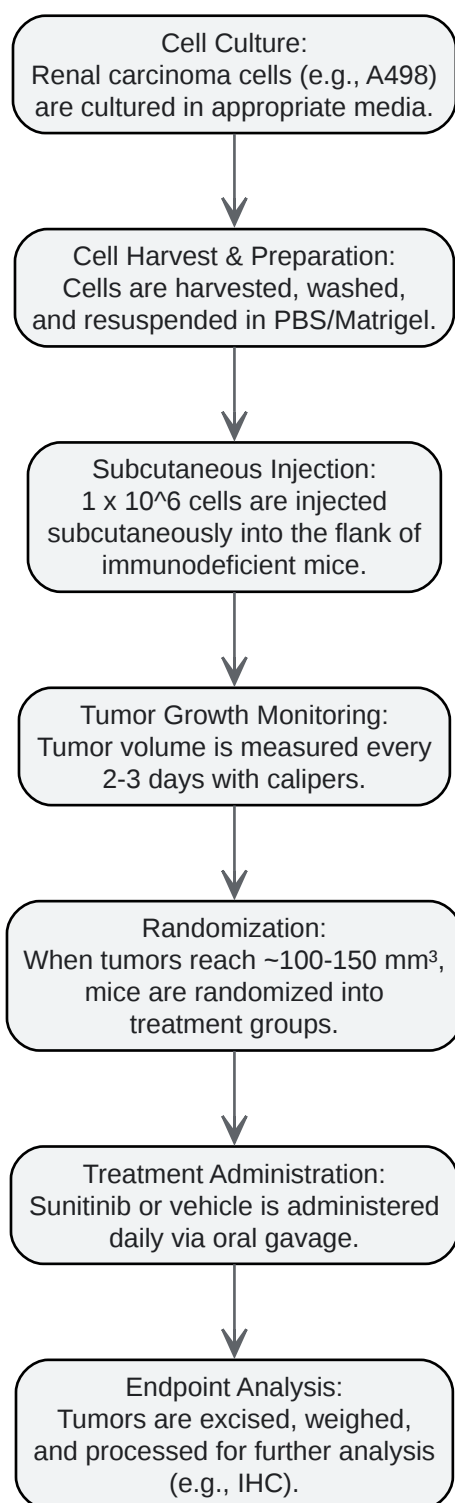 Cell Culture:
Renal carcinoma cells (e.g., A498)
are cultured in appropriate media.
Cell Harvest & Preparation:
Cells are harvested, washed,
and resuspended in PBS/Matrigel.
Subcutaneous Injection:
1 x 10^6 cells are injected
subcutaneously into the flank of
immunodeficient mice.
Tumor Growth Monitoring:
Tumor volume is measured every
2-3 days with calipers.
Randomization:
When tumors reach ~100-150 mm³,
mice are randomized into
treatment groups.
Treatment Administration:
Sunitinib or vehicle is administered
daily via oral gavage.
Endpoint Analysis:
Tumors are excised, weighed,
and processed for further analysis
(e.g., IHC).